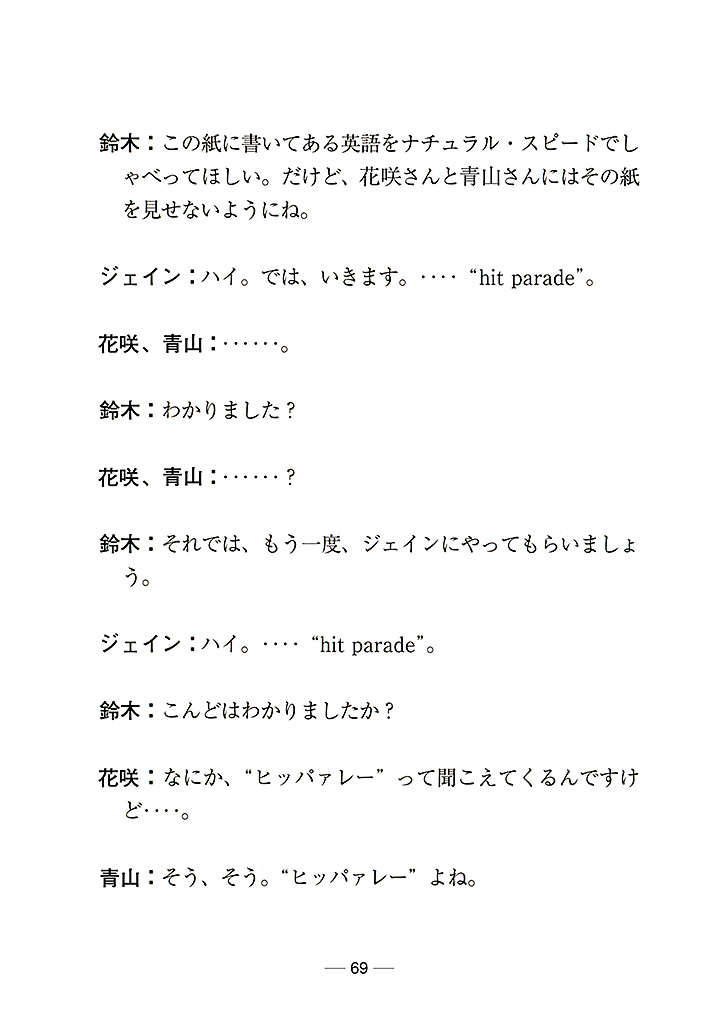 鈴木：この紙に書いてある英語をナチュラル・スピードでし
ゃべってほしい。だけど、花咲さんと青山さんにはその紙
を見せないようにね。
ジェイン：ハイ。では、いきます。‥‥“hit parade”。
花咲、青山：‥‥‥。
鈴木：わかりました？
花咲、青山：‥‥‥？
鈴木：それでは、もう一度、ジェインにやってもらいましょ
う。
ジェイン：ハイ。‥‥“hit parade”。
鈴木：こんどはわかりましたか？
花咲：なにか、“ヒッパァレー”って聞こえてくるんですけ
ど‥‥。
青山：そう、そう。“ヒッパァレー”よね。
— 69 —